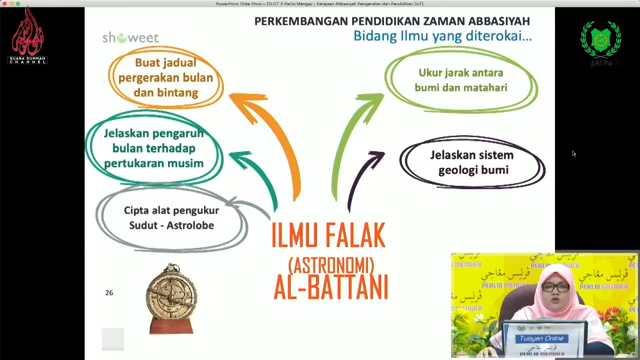 PERKEMBANGAN PENDIDIKAN ZAMAN ABBASIYAH
Bidang Ilmu yang diterokai...
showeet
SUARA SUNNAH
CHANNEL
Buat jadual
pergerakan bulan
dan bintang
Ukur jarak antara
bumi dan matahari
Jelaskan pengaruh
bulan terhadap
pertukaran musim
Jelaskan sistem
geologi bumi
Cipta alat pengukur
Sudut - Astrolobe
ILMU FALAK
(ASTRONOMI)
AL-BATTANI
26
PERLIS MENGAJI
Tuisyen Online